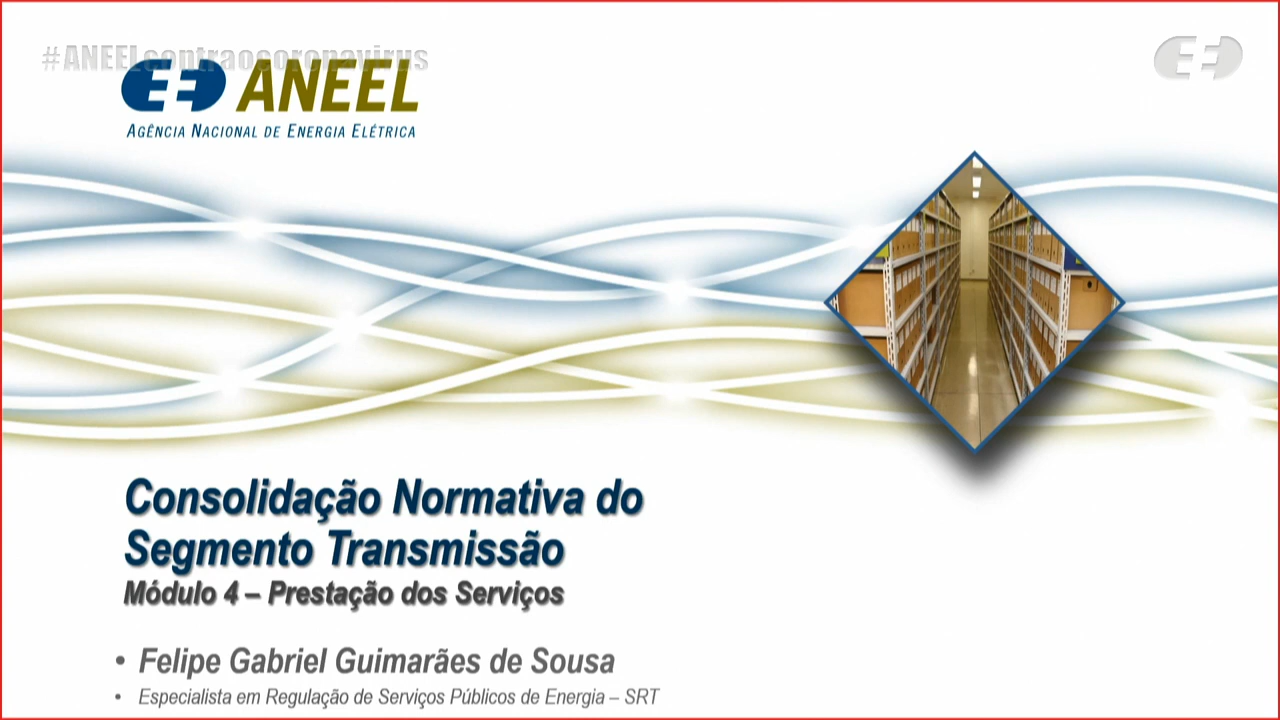 #ANEELcontraocoronavirus
ANEEL
AGÊNCIA NACIONAL DE ENERGIA ELÉTRICA
Consolidação Normativa do
Segmento Transmissão
Módulo 4 – Prestação dos Serviços
• Felipe Gabriel Guimarães de Sousa
• Especialista em Regulação de Serviços Públicos de Energia – SRT